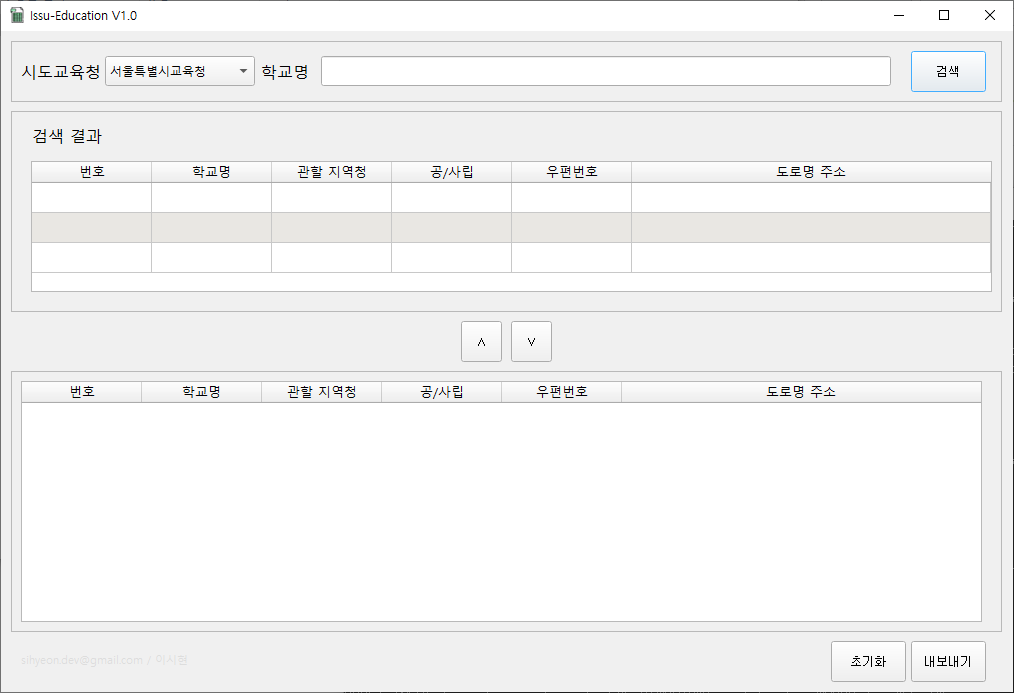 Issu-Education V1.0
시도교육청 서울특별시교육청 학교명 검색
검색 결과
번호 학교명 관할 지역청 공/사립 우편번호 도로명 주소
∧ ∨
번호 학교명 관할 지역청 공/사립 우편번호 도로명 주소
sihyeon.dev@gmail.com / 이시현 초기화 내보내기